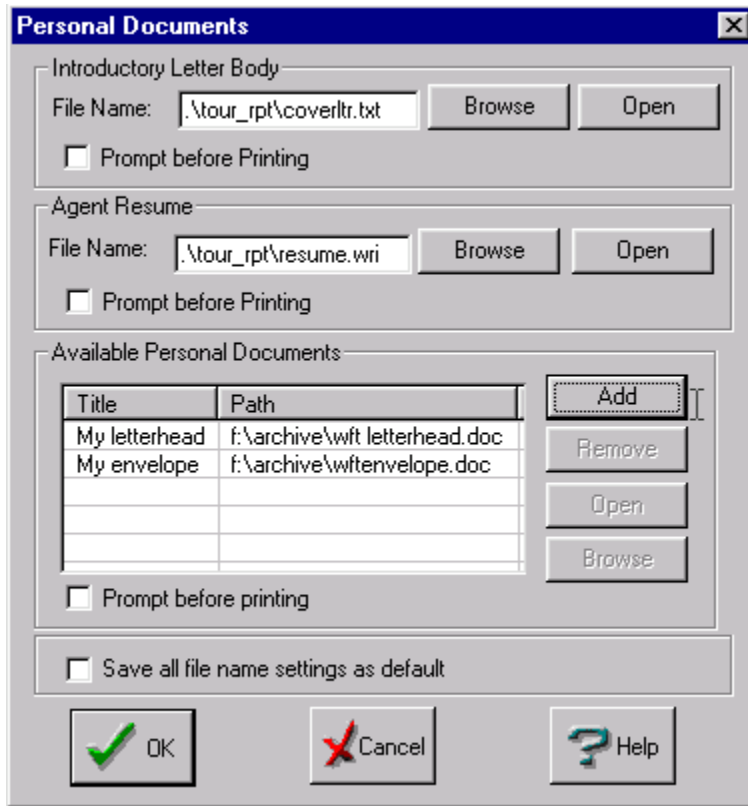 Personal Documents
Introductory Letter Body
File Name: .\tour_rpt\coverltr.txt Browse Open
Prompt before Printing
Agent Resume
File Name: .\tour_rpt\resume.wri Browse Open
Prompt before Printing
Available Personal Documents
Title Path Add
My letterhead f:\archive\wft letterhead.doc
My envelope f:\archive\wftenvelope.doc
Remove
Open
Browse
Prompt before printing
Save all file name settings as default
OK Cancel Help